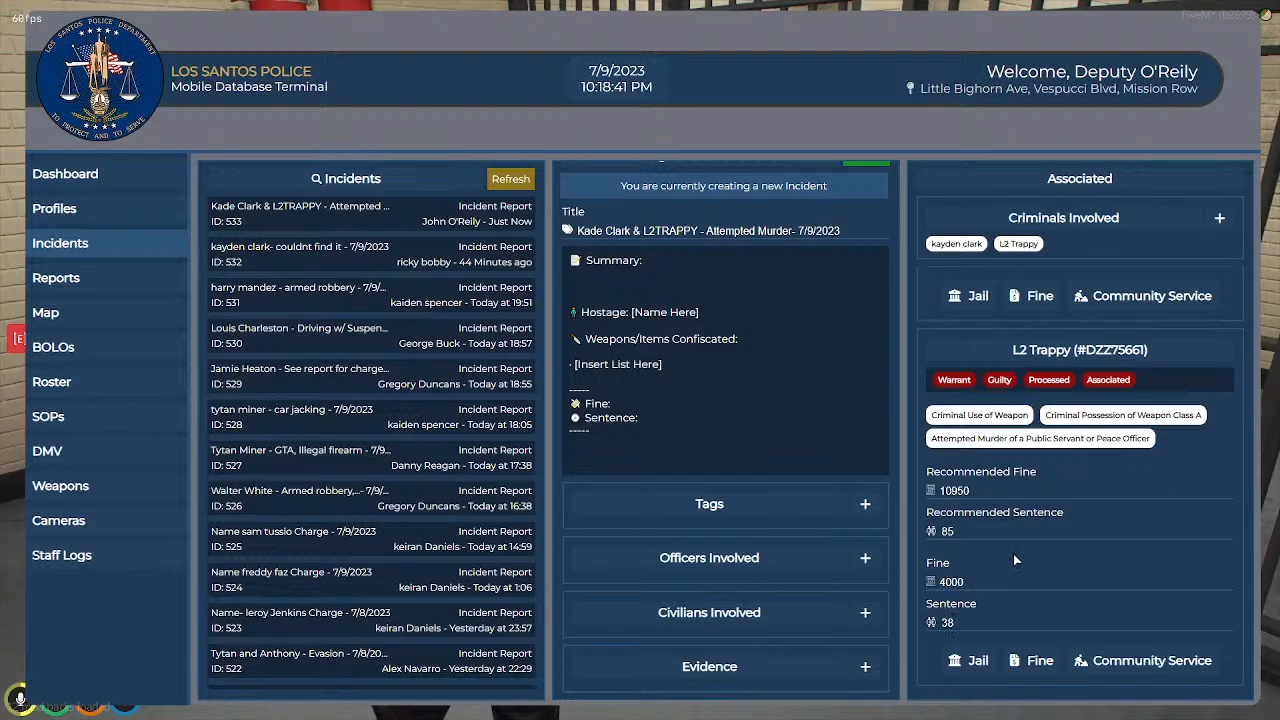 60fps
FiveM® (b2699)
LOS SANTOS POLICE DEPARTMENT
TO PROTECT AND TO SERVE
LOS SANTOS POLICE
Mobile Database Terminal
7/9/2023
10:18:41 PM
Welcome, Deputy O'Reily
Little Bighorn Ave, Vespucci Blvd, Mission Row
Dashboard
Profiles
Incidents
Reports
Map
BOLOs
Roster
SOPs
DMV
Weapons
Cameras
Staff Logs
[E]
Incidents
Refresh
Kade Clark & L2TRAPPY - Attempted ... Incident Report
ID: 533 John O'Reily - Just Now
kayden clark- couldnt find it - 7/9/2023 Incident Report
ID: 532 ricky bobby - 44 Minutes ago
harry mandez - armed robbery - 7/9/... Incident Report
ID: 531 kaiden spencer - Today at 19:51
Louis Charleston - Driving w/ Suspen... Incident Report
ID: 530 George Buck - Today at 18:57
Jamie Heaton - See report for charge... Incident Report
ID: 529 Gregory Duncans - Today at 18:55
tytan miner - car jacking - 7/9/2023 Incident Report
ID: 528 kaiden spencer - Today at 18:05
Tytan Miner - GTA, Illegal firearm - 7/9... Incident Report
ID: 527 Danny Reagan - Today at 17:38
Walter White - Armed robbery,...- 7/9/... Incident Report
ID: 526 Gregory Duncans - Today at 16:38
Name sam tussio Charge - 7/9/2023 Incident Report
ID: 525 keiran Daniels - Today at 14:59
Name freddy faz Charge - 7/9/2023 Incident Report
ID: 524 keiran Daniels - Today at 1:06
Name- leroy Jenkins Charge - 7/8/2023 Incident Report
ID: 523 keiran Daniels - Yesterday at 23:57
Tytan and Anthony - Evasion - 7/8/20... Incident Report
ID: 522 Alex Navarro - Yesterday at 22:29
You are currently creating a new Incident
Title
Kade Clark & L2TRAPPY - Attempted Murder- 7/9/2023
Summary:
Hostage: [Name Here]
Weapons/Items Confiscated:
· [Insert List Here]
-----
Fine:
Sentence:
-----
Tags +
Officers Involved +
Civilians Involved +
Evidence +
Associated
Criminals Involved +
kayden clark L2 Trappy
Jail Fine Community Service
L2 Trappy (#DZZ75661)
Warrant Guilty Processed Associated
Criminal Use of Weapon Criminal Possession of Weapon Class A
Attempted Murder of a Public Servant or Peace Officer
Recommended Fine
10950
Recommended Sentence
85
Fine
4000
Sentence
38
Jail Fine Community Service